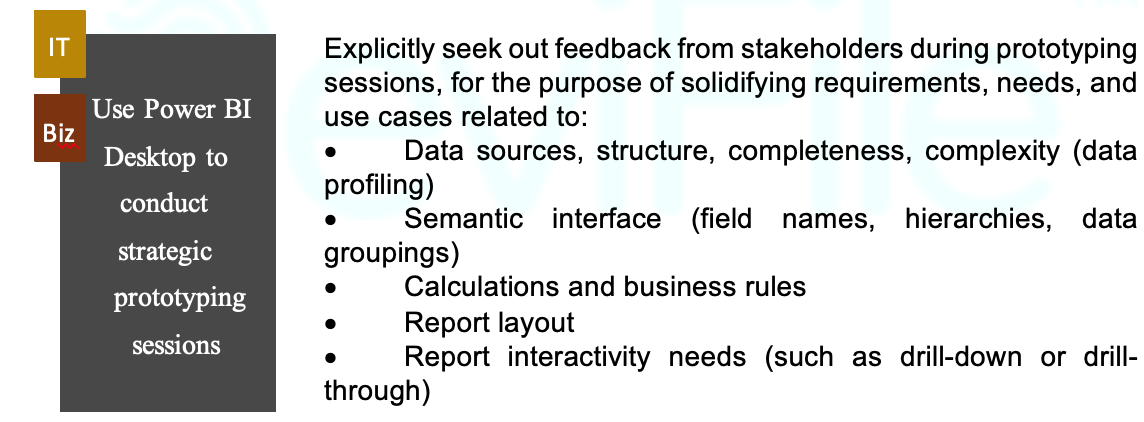 IT
Biz
Use Power BI
Desktop to
conduct
strategic
prototyping
sessions
Explicitly seek out feedback from stakeholders during prototyping
sessions, for the purpose of solidifying requirements, needs, and
use cases related to:
• Data sources, structure, completeness, complexity (data
profiling)
• Semantic interface (field names, hierarchies, data
groupings)
• Calculations and business rules
• Report layout
• Report interactivity needs (such as drill-down or drill-
through)